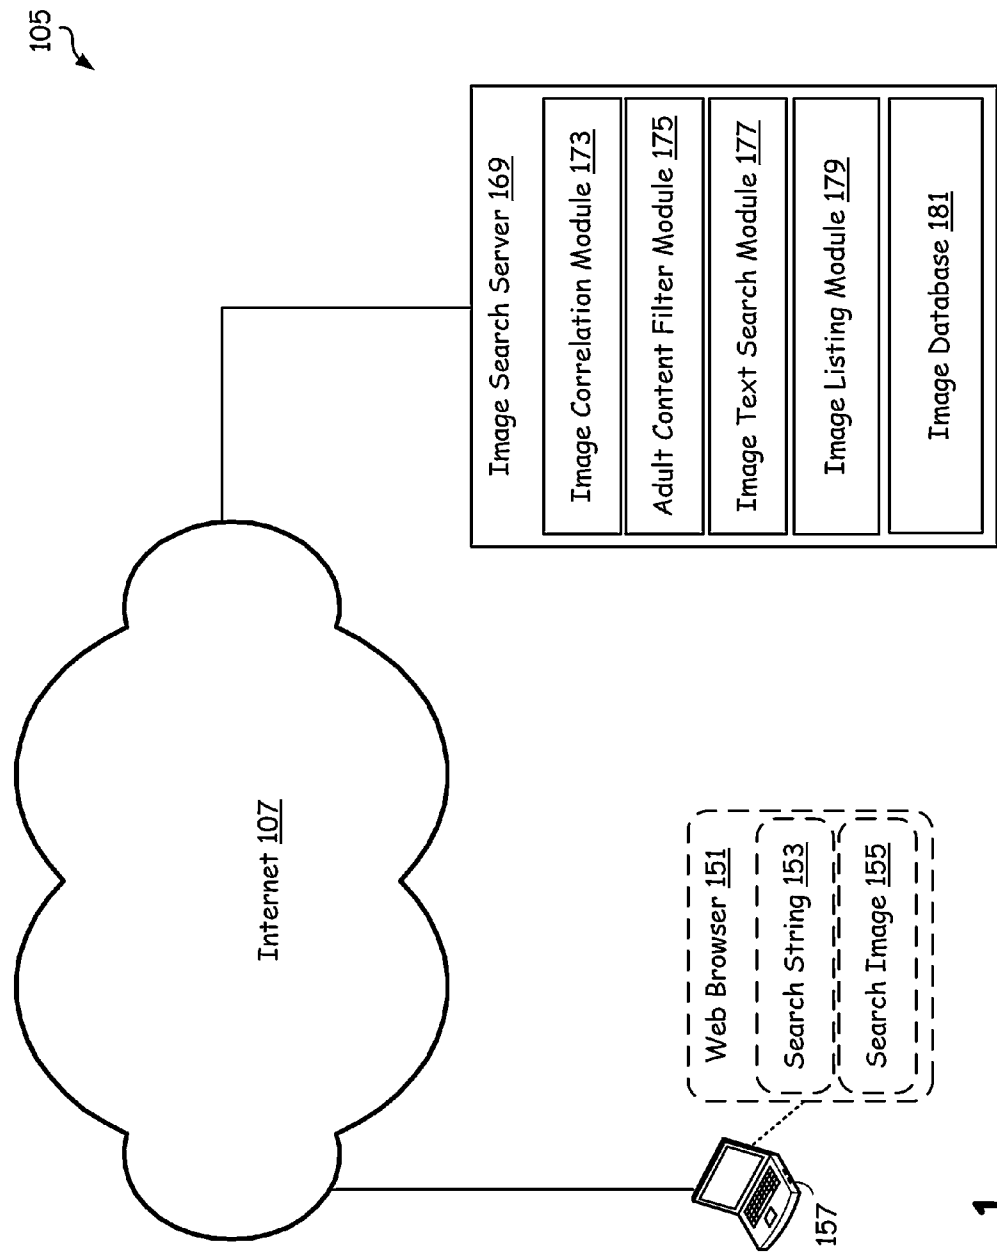 105
Internet 107
Image Search Server 169
Image Correlation Module 173
Adult Content Filter Module 175
Image Text Search Module 177
Image Listing Module 179
Image Database 181
Web Browser 151
Search String 153
Search Image 155
157
1